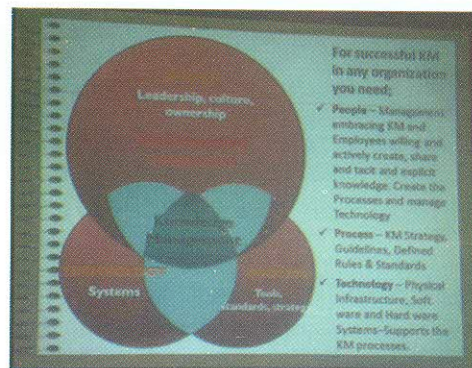 Leadership, culture,
ownership
Knowledge
Management
Systems
Tools,
standards, strategy
For successful KM
in any organization
you need;
✓ People – Management
embracing KM and
Employees willing and
actively create, share
and tacit and explicit
knowledge. Create the
Processes and manage
Technology
✓ Process – KM Strategy,
Guidelines, Defined
Rules & Standards
✓ Technology – Physical
Infrastructure, Soft
ware and Hard ware
Systems–Supports the
KM processes.